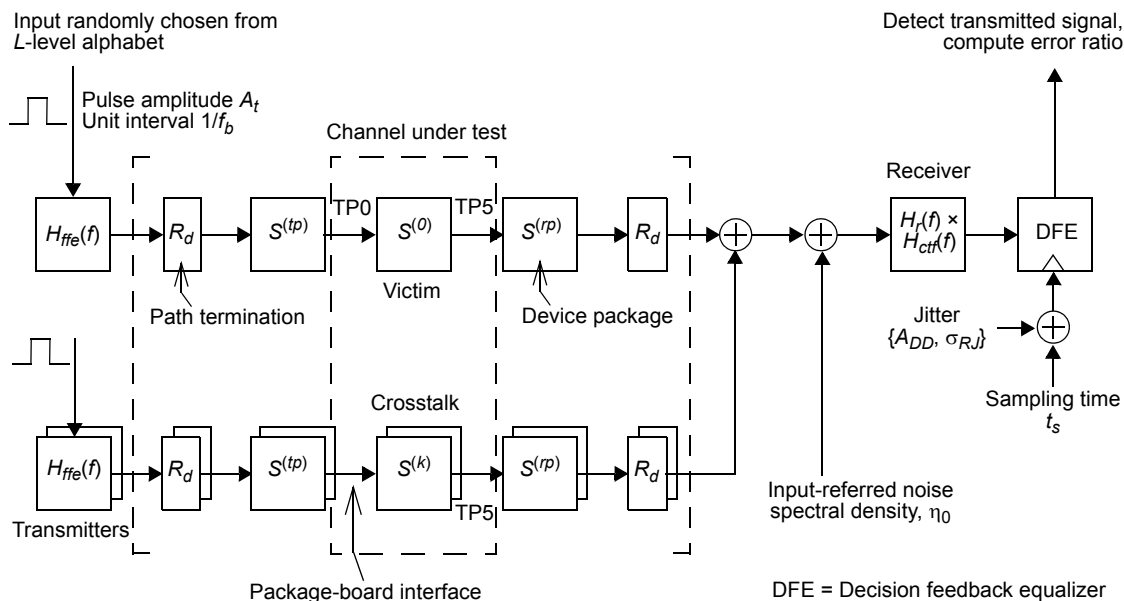 Input randomly chosen from
L-level alphabet
Detect transmitted signal,
compute error ratio
Pulse amplitude Aₜ
Unit interval 1/f_b
Channel under test
Receiver
H_ffe(f)
R_d
S^(tp)
TP0
S^(0)
TP5
S^(rp)
R_d
H_r(f) ×
H_ctf(f)
DFE
Victim
Path termination
Device package
Jitter
{A_DD, σ_RJ}
Sampling time
t_s
Crosstalk
H_ffe(f)
R_d
S^(tp)
S^(k)
TP5
S^(rp)
R_d
Transmitters
Input-referred noise
spectral density, η₀
Package-board interface
DFE = Decision feedback equalizer